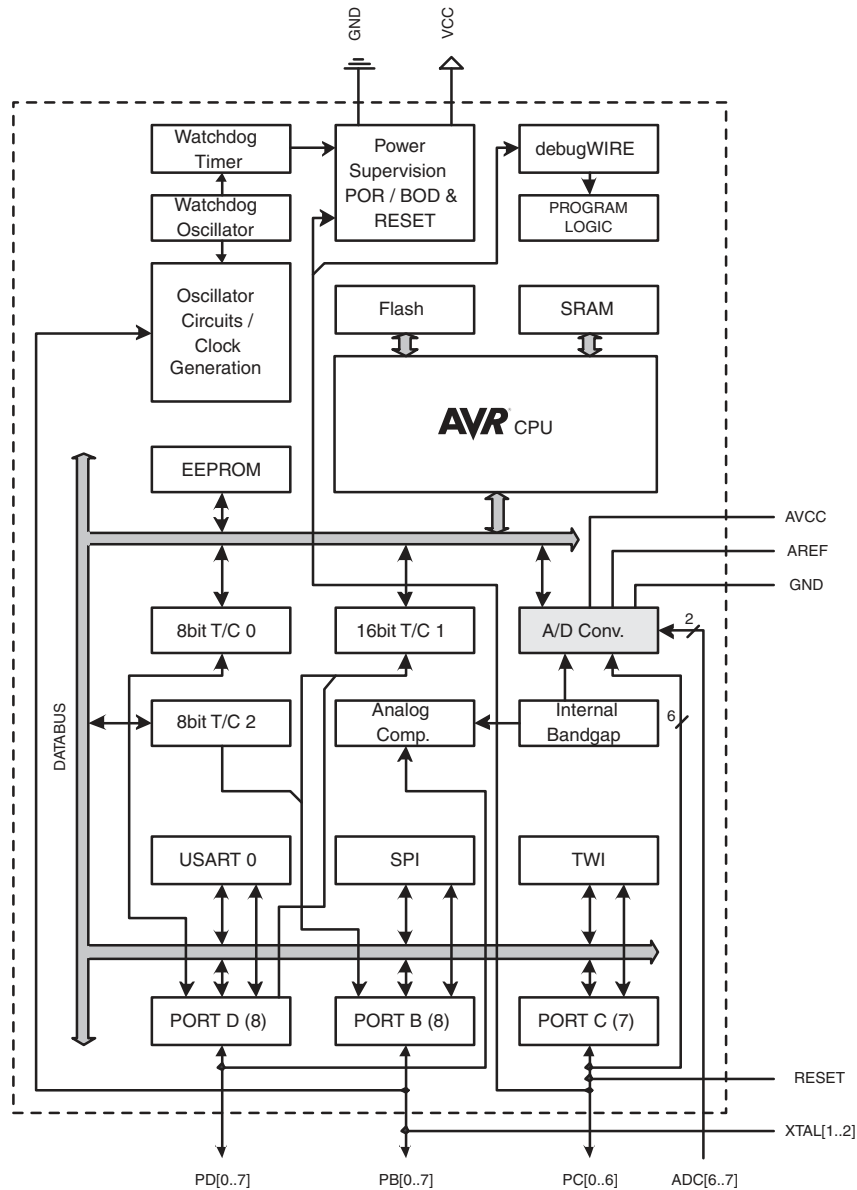 GND
VCC
Watchdog
Timer
Power
Supervision
POR / BOD &
RESET
debugWIRE
Watchdog
Oscillator
PROGRAM
LOGIC
Oscillator
Circuits /
Clock
Generation
Flash
SRAM
AVR CPU
EEPROM
AVCC
AREF
GND
8bit T/C 0
16bit T/C 1
A/D Conv.
2
8bit T/C 2
Analog
Comp.
Internal
Bandgap
6
DATABUS
USART 0
SPI
TWI
PORT D (8)
PORT B (8)
PORT C (7)
RESET
XTAL[1..2]
PD[0..7]
PB[0..7]
PC[0..6]
ADC[6..7]